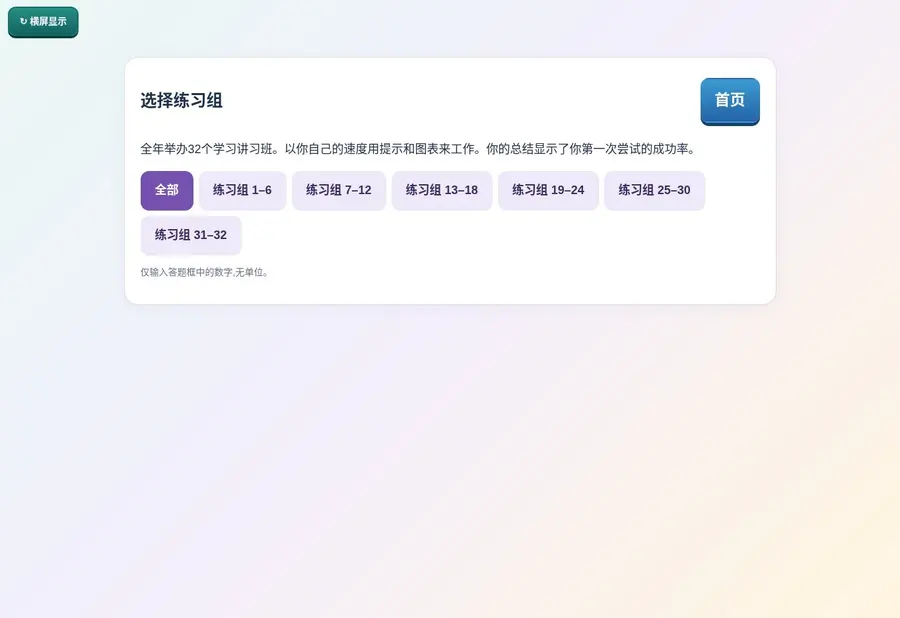 ↻ 横屏显示
选择练习组
首页
全年举办32个学习讲习班。以你自己的速度用提示和图表来工作。你的总结显示了你第一次尝试的成功率。
全部
练习组 1–6
练习组 7–12
练习组 13–18
练习组 19–24
练习组 25–30
练习组 31–32
仅输入答题框中的数字,无单位。